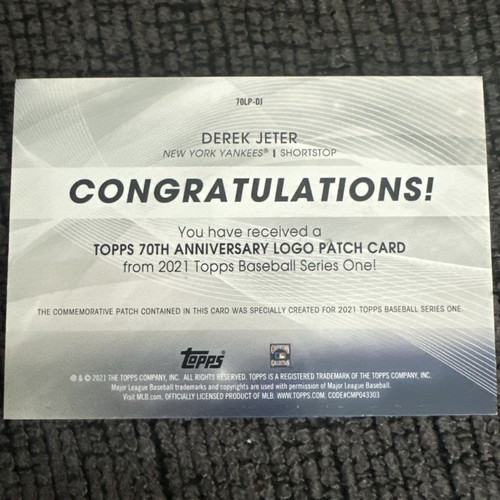 70LP-DJ
DEREK JETER
NEW YORK YANKEES® | SHORTSTOP
CONGRATULATIONS!
You have received a
TOPPS 70TH ANNIVERSARY LOGO PATCH CARD
from 2021 Topps Baseball Series One!
THE COMMEMORATIVE PATCH CONTAINED IN THIS CARD WAS SPECIALLY CREATED FOR 2021 TOPPS BASEBALL SERIES ONE.
Topps
® & © 2021 THE TOPPS COMPANY, INC. ALL RIGHTS RESERVED. TOPPS IS A REGISTERED TRADEMARK OF THE TOPPS COMPANY, INC.
Major League Baseball trademarks and copyrights are used with permission of Major League Baseball.
Visit MLB.com. OFFICIALLY LICENSED PRODUCT OF MLB. WWW.TOPPS.COM. CODE#CMP043303